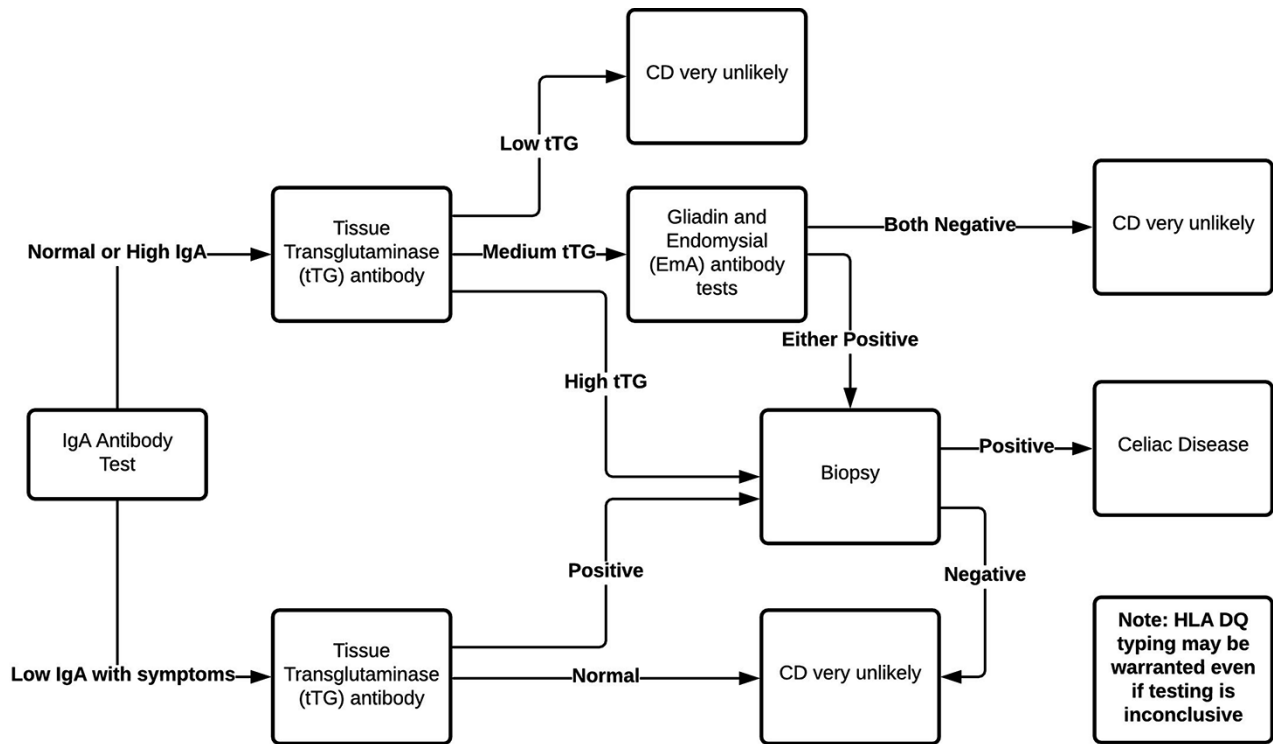 CD very unlikely
Low tTG
Tissue
Transglutaminase
(tTG) antibody
Normal or High IgA
Medium tTG
Gliadin and
Endomysial
(EmA) antibody
tests
Both Negative
CD very unlikely
Either Positive
High tTG
IgA Antibody
Test
Biopsy
Positive
Celiac Disease
Positive
Negative
Low IgA with symptoms
Tissue
Transglutaminase
(tTG) antibody
Normal
CD very unlikely
Note: HLA DQ
typing may be
warranted even
if testing is
inconclusive